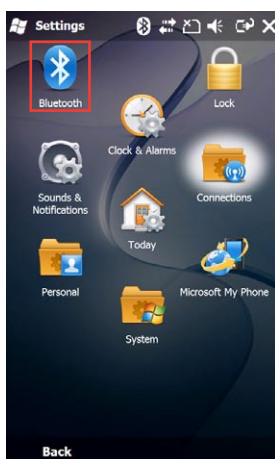 Settings
Bluetooth
Lock
Clock & Alarms
Sounds &
Notifications
Connections
Today
Personal
Microsoft My Phone
System
Back